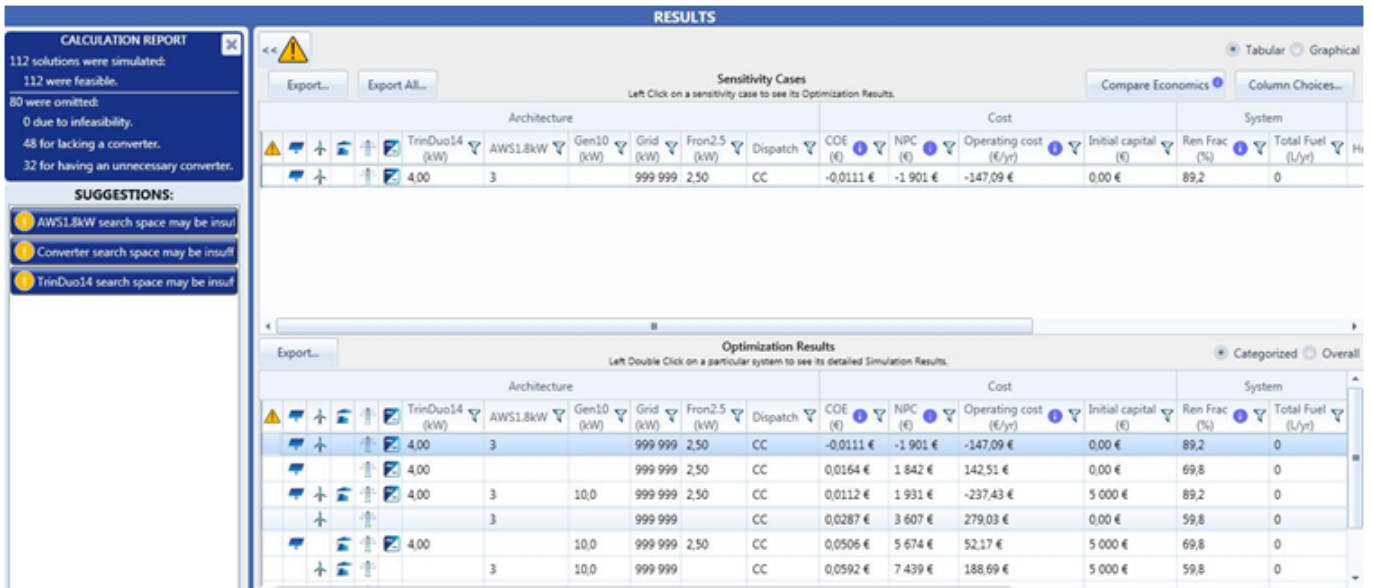 RESULTS
CALCULATION REPORT
112 solutions were simulated:
112 were feasible.
80 were omitted:
0 due to infeasibility.
48 for lacking a converter.
32 for having an unnecessary converter.
SUGGESTIONS:
AWS1.8kW search space may be insuf
Converter search space may be insuff
TrinDuo14 search space may be insuf
<<
Tabular Graphical
Export... Export All... Sensitivity Cases Compare Economics Column Choices...
Left Click on a sensitivity case to see its Optimization Results.
Architecture Cost System
TrinDuo14 (kW) AWS1.8kW Gen10 (kW) Grid (kW) Fron2.5 (kW) Dispatch COE (€) NPC (€) Operating cost (€/yr) Initial capital (€) Ren Frac (%) Total Fuel (L/yr)
4,00 3 999 999 2,50 CC -0,0111 € -1 901 € -147,09 € 0,00 € 89,2 0
Export... Optimization Results Categorized Overall
Left Double Click on a particular system to see its detailed Simulation Results.
Architecture Cost System
TrinDuo14 (kW) AWS1.8kW Gen10 (kW) Grid (kW) Fron2.5 (kW) Dispatch COE (€) NPC (€) Operating cost (€/yr) Initial capital (€) Ren Frac (%) Total Fuel (L/yr)
4,00 3 999 999 2,50 CC -0,0111 € -1 901 € -147,09 € 0,00 € 89,2 0
4,00 999 999 2,50 CC 0,0164 € 1 842 € 142,51 € 0,00 € 69,8 0
4,00 3 10,0 999 999 2,50 CC 0,0112 € 1 931 € -237,43 € 5 000 € 89,2 0
3 999 999 CC 0,0287 € 3 607 € 279,03 € 0,00 € 59,8 0
4,00 10,0 999 999 2,50 CC 0,0506 € 5 674 € 52,17 € 5 000 € 69,8 0
3 10,0 999 999 CC 0,0592 € 7 439 € 188,69 € 5 000 € 59,8 0